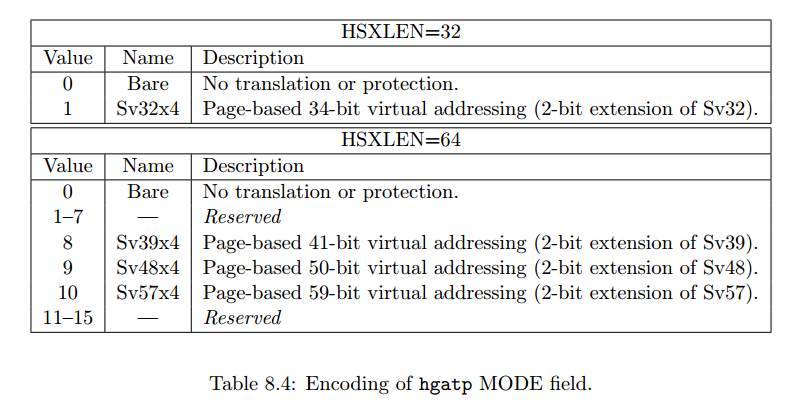 HSXLEN=32
Value Name Description
0 Bare No translation or protection.
1 Sv32x4 Page-based 34-bit virtual addressing (2-bit extension of Sv32).
HSXLEN=64
Value Name Description
0 Bare No translation or protection.
1–7 — Reserved
8 Sv39x4 Page-based 41-bit virtual addressing (2-bit extension of Sv39).
9 Sv48x4 Page-based 50-bit virtual addressing (2-bit extension of Sv48).
10 Sv57x4 Page-based 59-bit virtual addressing (2-bit extension of Sv57).
11–15 — Reserved
Table 8.4: Encoding of hgatp MODE field.